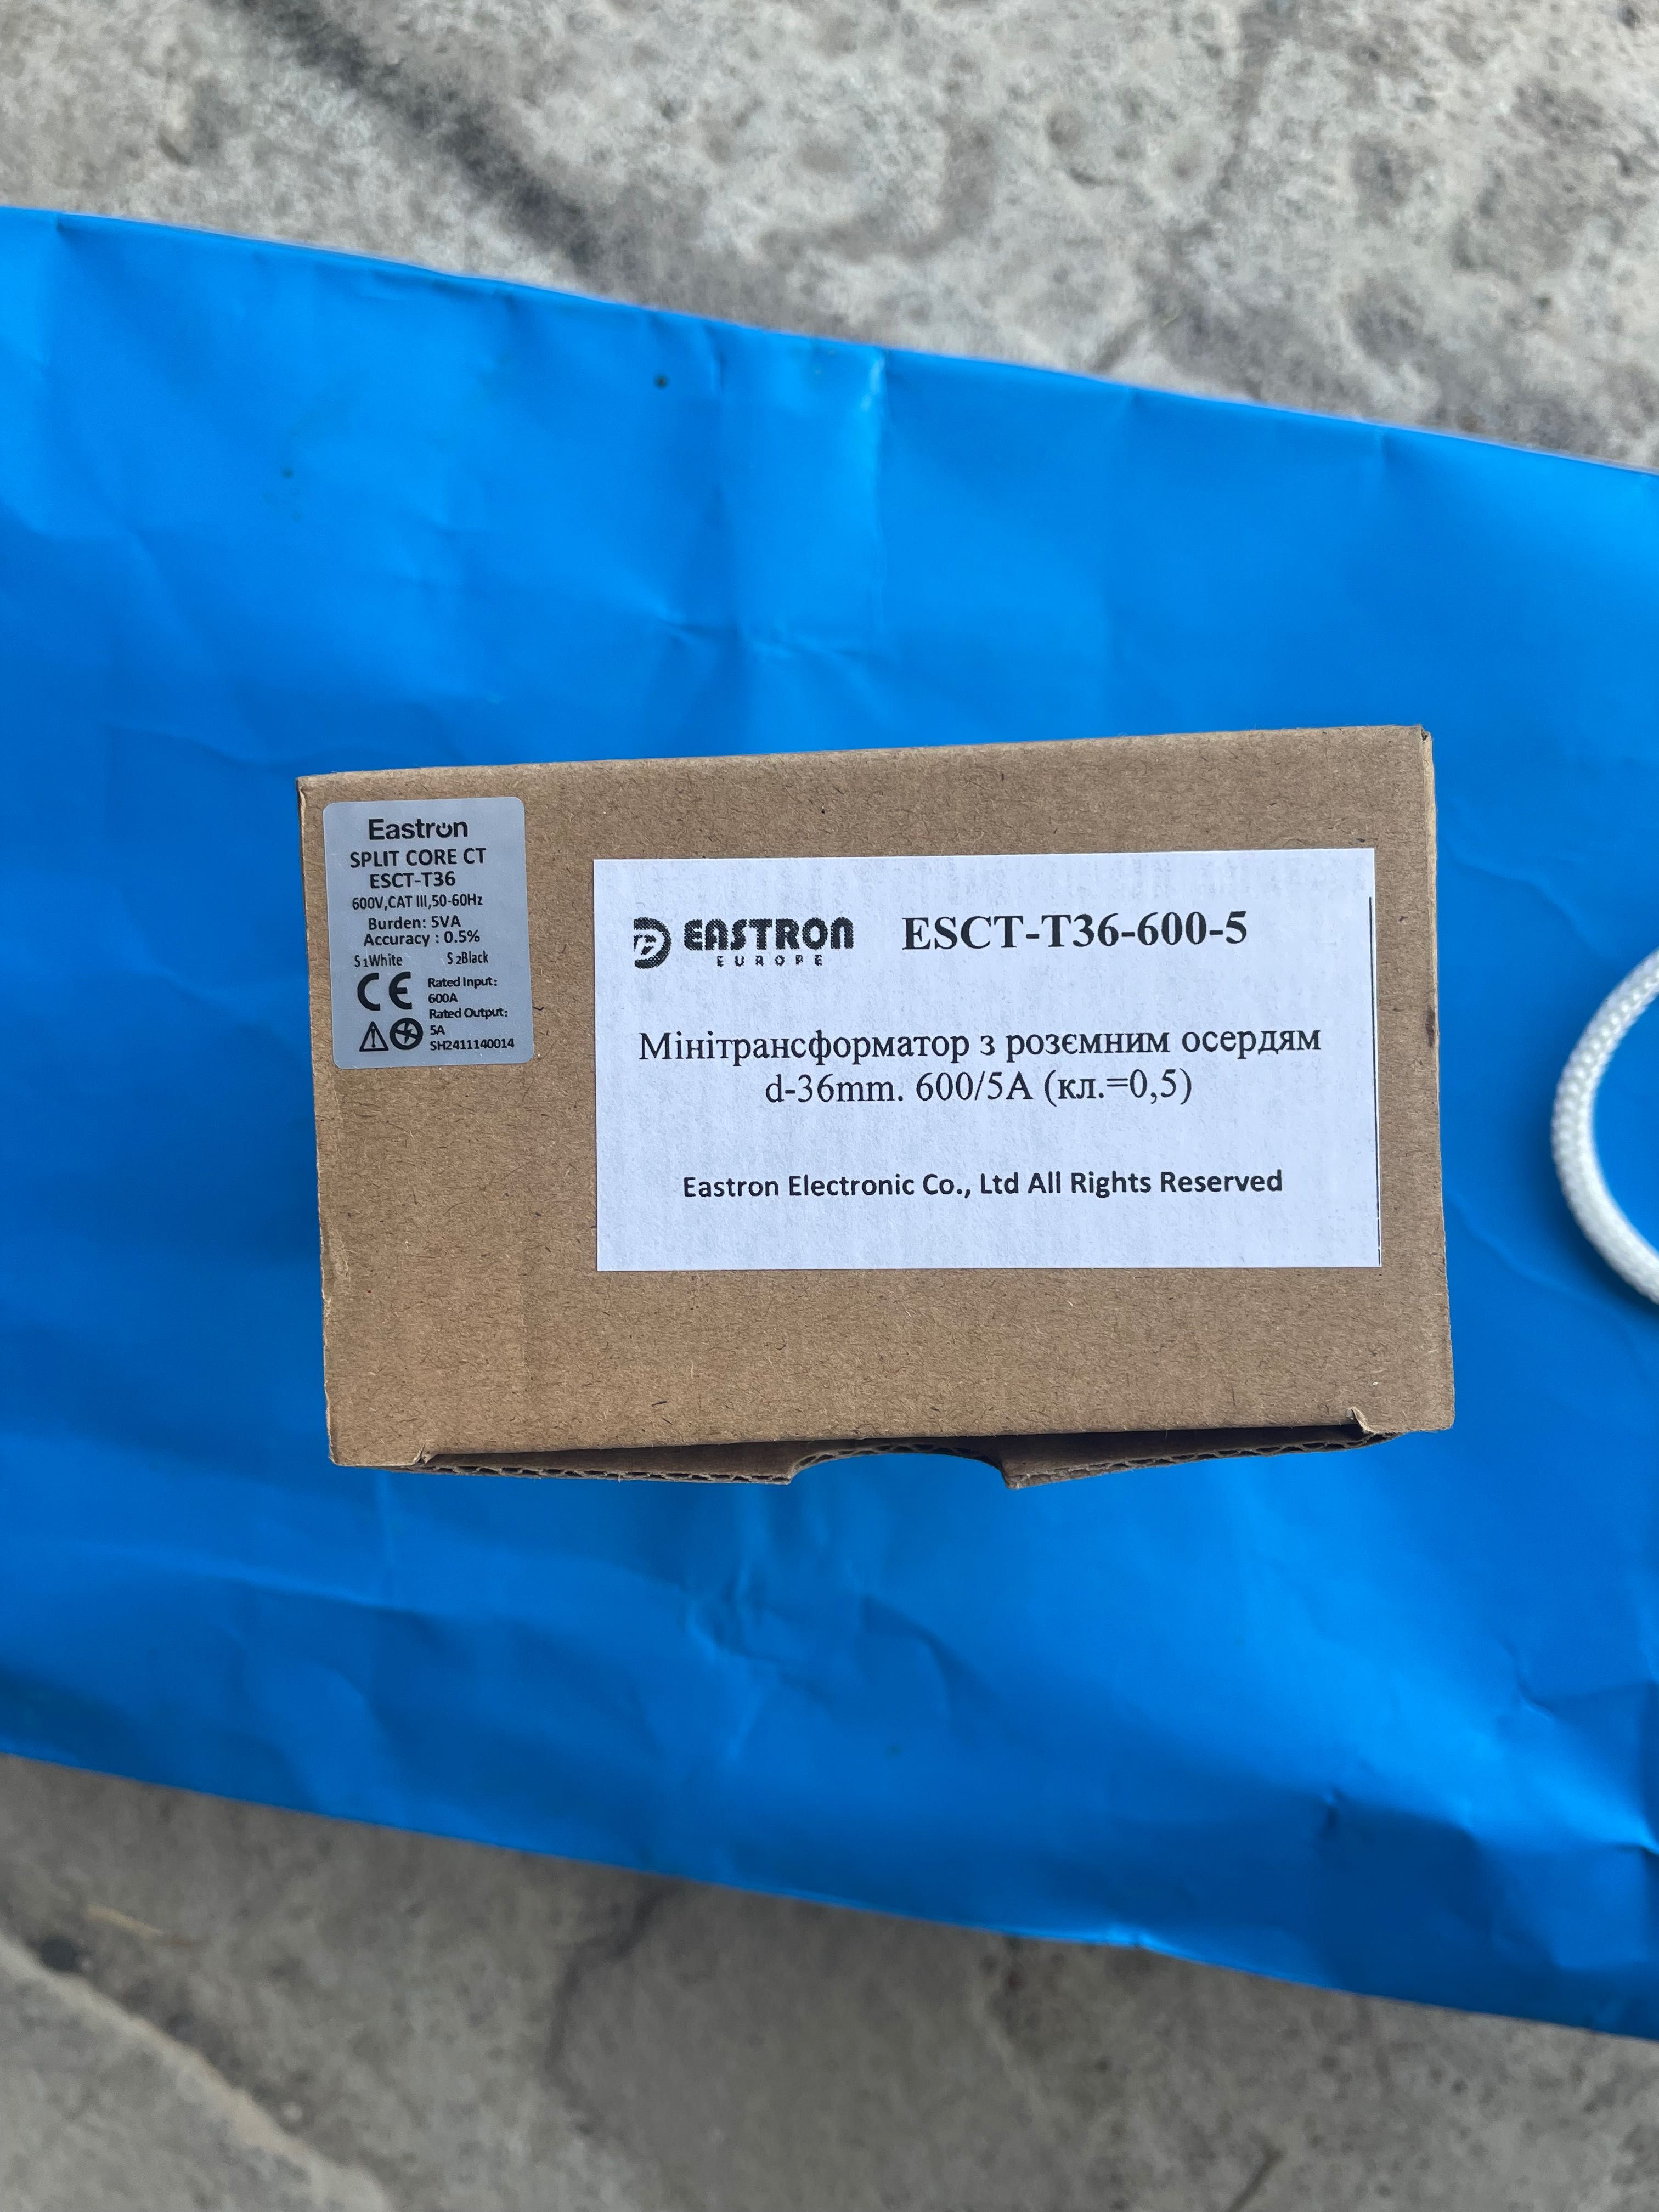 Eastron
SPLIT CORE CT
ESCT-T36
600V,CAT III,50-60Hz
Burden: 5VA
Accuracy : 0.5%
S1White S2Black
CE
Rated Input:
600A
Rated Output:
5A
SH2411140014
EASTRON
EUROPE
ESCT-T36-600-5
Мінітрансформатор з розємним осердям
d-36mm. 600/5A (кл.=0,5)
Eastron Electronic Co., Ltd All Rights Reserved